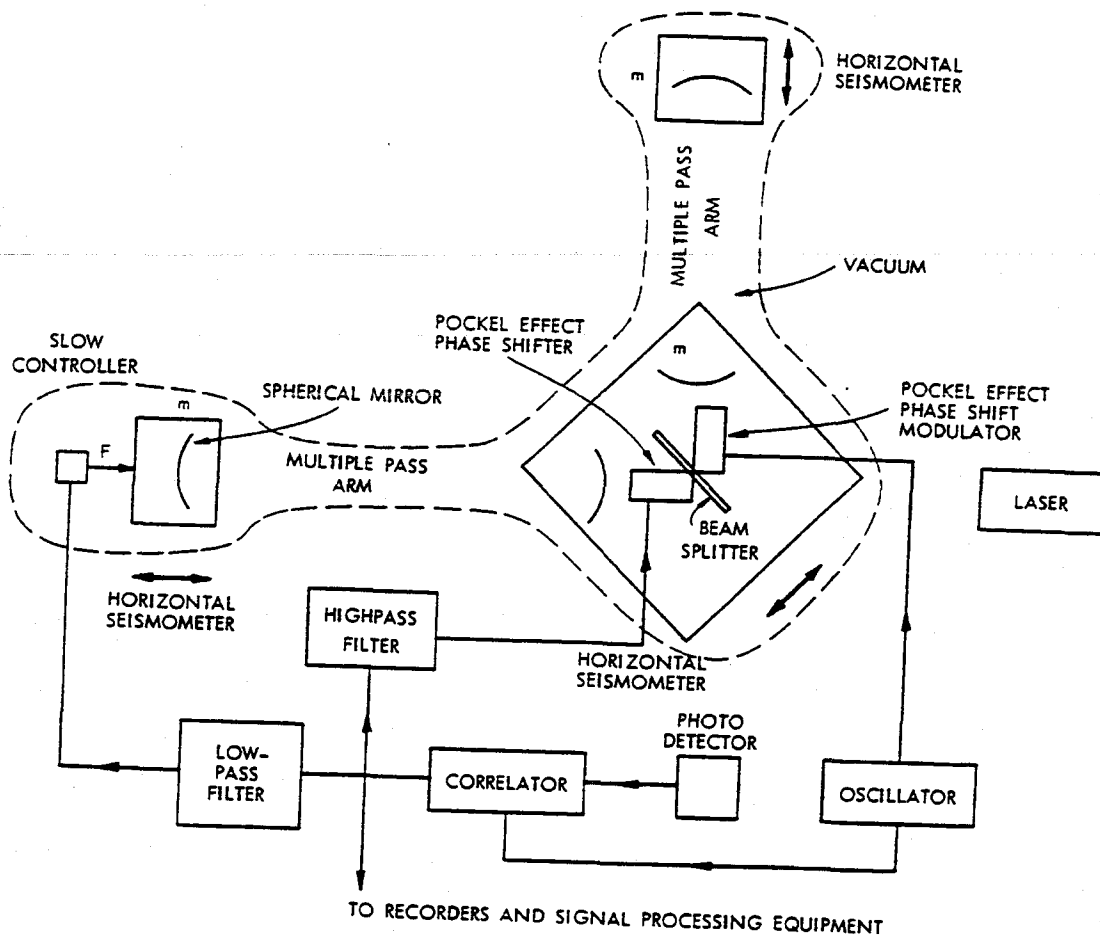 m
HORIZONTAL
SEISMOMETER
MULTIPLE PASS
ARM
VACUUM
POCKEL EFFECT
PHASE SHIFTER
SLOW
CONTROLLER
m
SPHERICAL MIRROR
m
POCKEL EFFECT
PHASE SHIFT
MODULATOR
F
MULTIPLE PASS
ARM
LASER
BEAM
SPLITTER
HORIZONTAL
SEISMOMETER
HIGHPASS
FILTER
HORIZONTAL
SEISMOMETER
PHOTO
DETECTOR
LOW-
PASS
FILTER
CORRELATOR
OSCILLATOR
TO RECORDERS AND SIGNAL PROCESSING EQUIPMENT